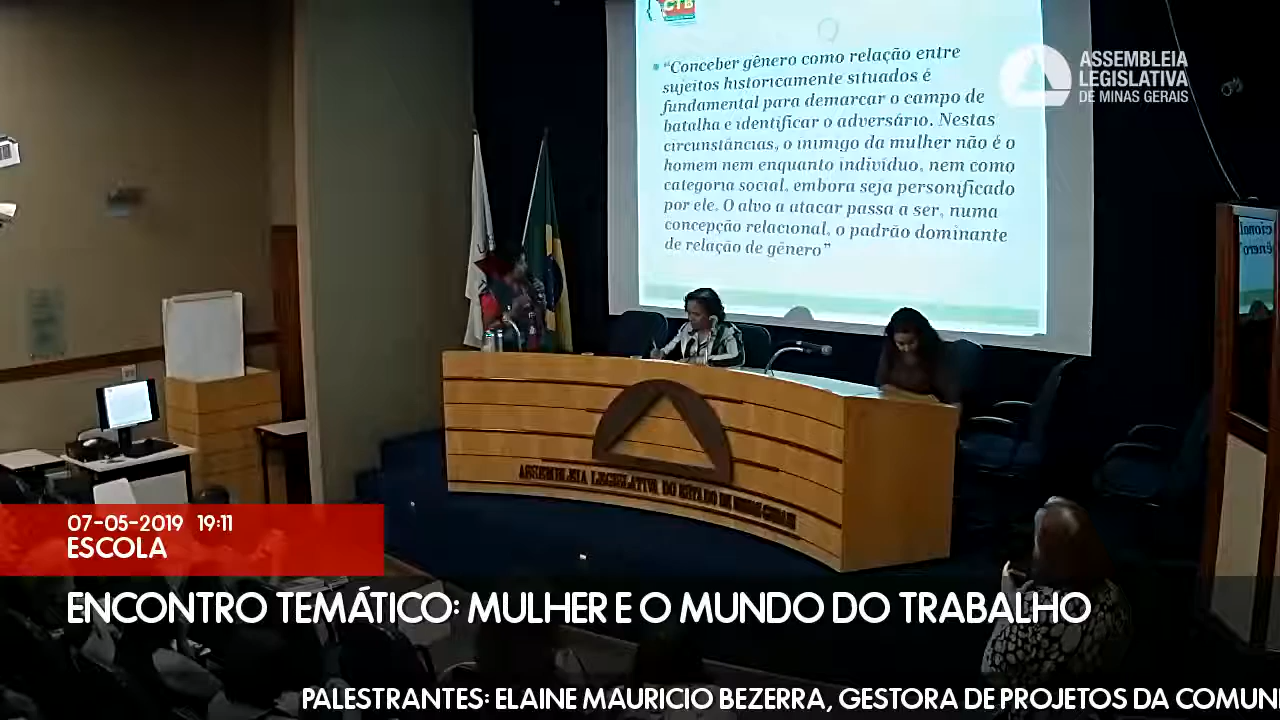 CTB
“Conceber gênero como relação entre
sujeitos historicamente situados é
fundamental para demarcar o campo de
batalha e identificar o adversário. Nestas
circunstâncias, o inimigo da mulher não é o
homem nem enquanto indivíduo, nem como
categoria social, embora seja personificado
por ele. O alvo a atacar passa a ser, numa
concepção relacional, o padrão dominante
de relação de gênero”
ASSEMBLEIA
LEGISLATIVA
DE MINAS GERAIS
ASSEMBLEIA LEGISLATIVA DO ESTADO DE MINAS GERAIS
07-05-2019 19:11
ESCOLA
ENCONTRO TEMÁTICO: MULHER E O MUNDO DO TRABALHO
PALESTRANTES: ELAINE MAURICIO BEZERRA, GESTORA DE PROJETOS DA COMUNI